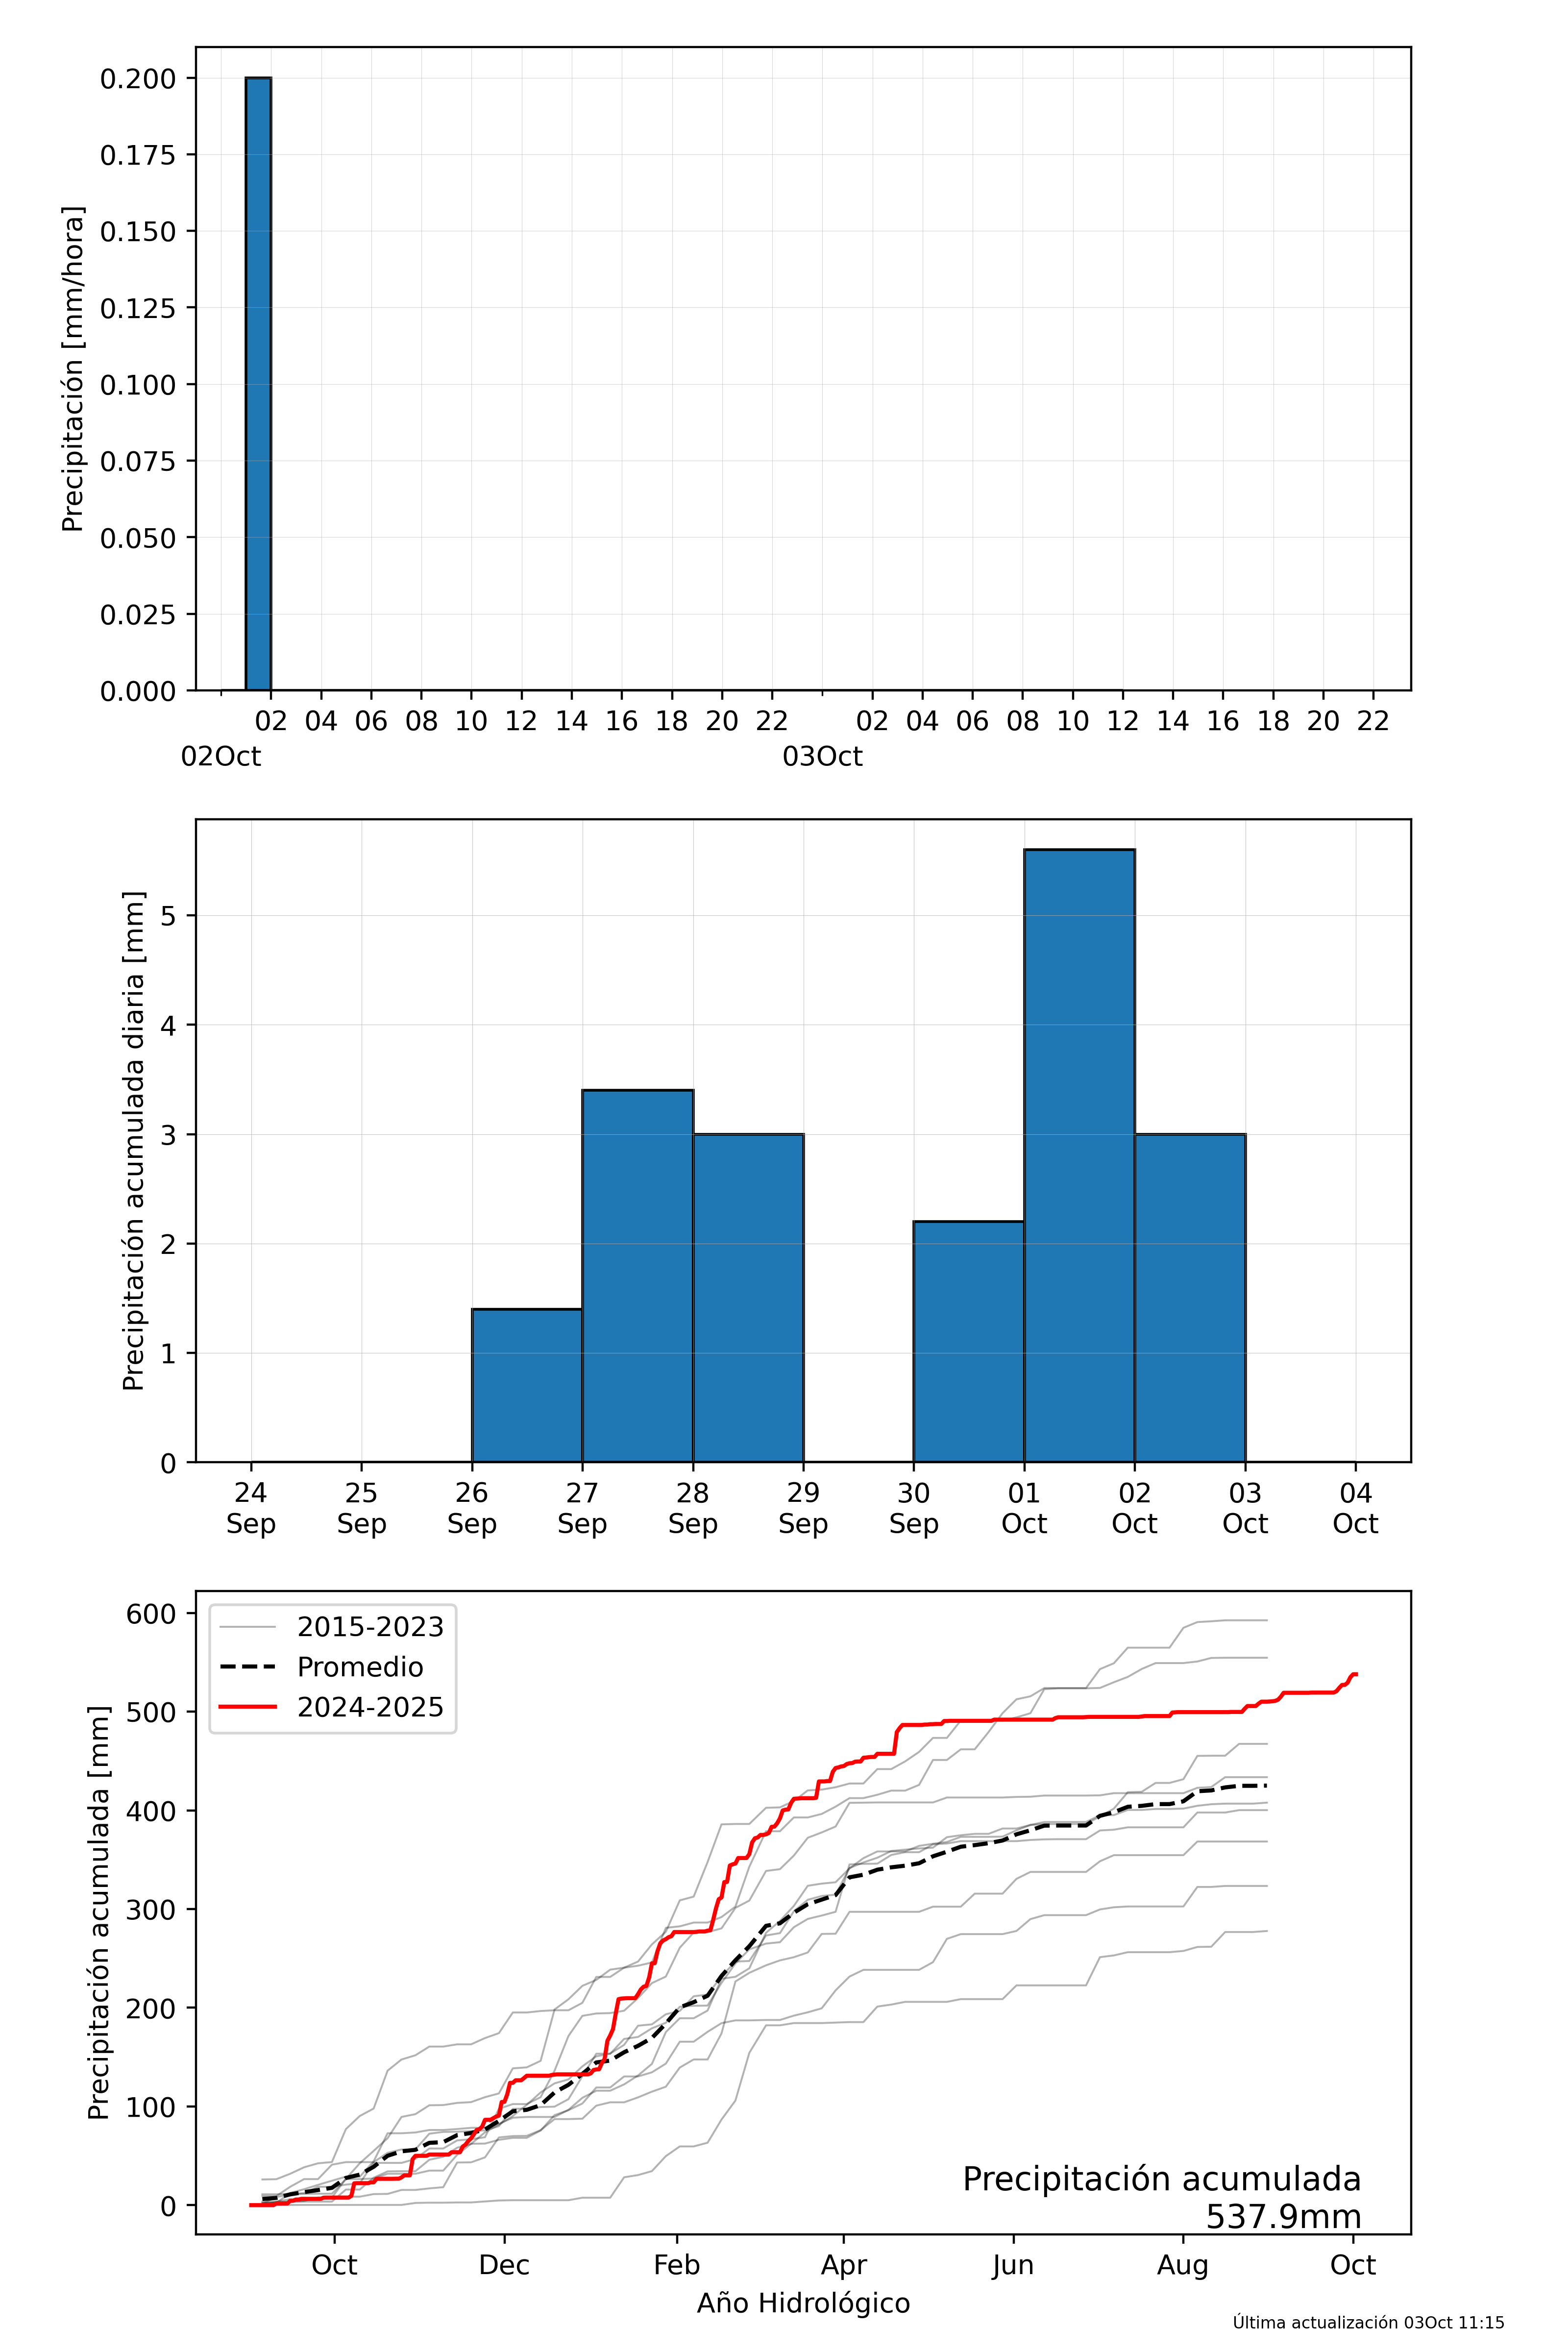 0.200
0.175
0.150
0.125
0.100
0.075
0.050
0.025
0.000
Precipitación [mm/hora]
02 04 06 08 10 12 14 16 18 20 22 02 04 06 08 10 12 14 16 18 20 22
02Oct 03Oct
5
4
3
2
1
0
Precipitación acumulada diaria [mm]
24 25 26 27 28 29 30 01 02 03 04
Sep Sep Sep Sep Sep Sep Sep Oct Oct Oct Oct
600
500
400
300
200
100
0
Precipitación acumulada [mm]
2015-2023
Promedio
2024-2025
Precipitación acumulada
537.9mm
Oct Dec Feb Apr Jun Aug Oct
Año Hidrológico
Última actualización 03Oct 11:15